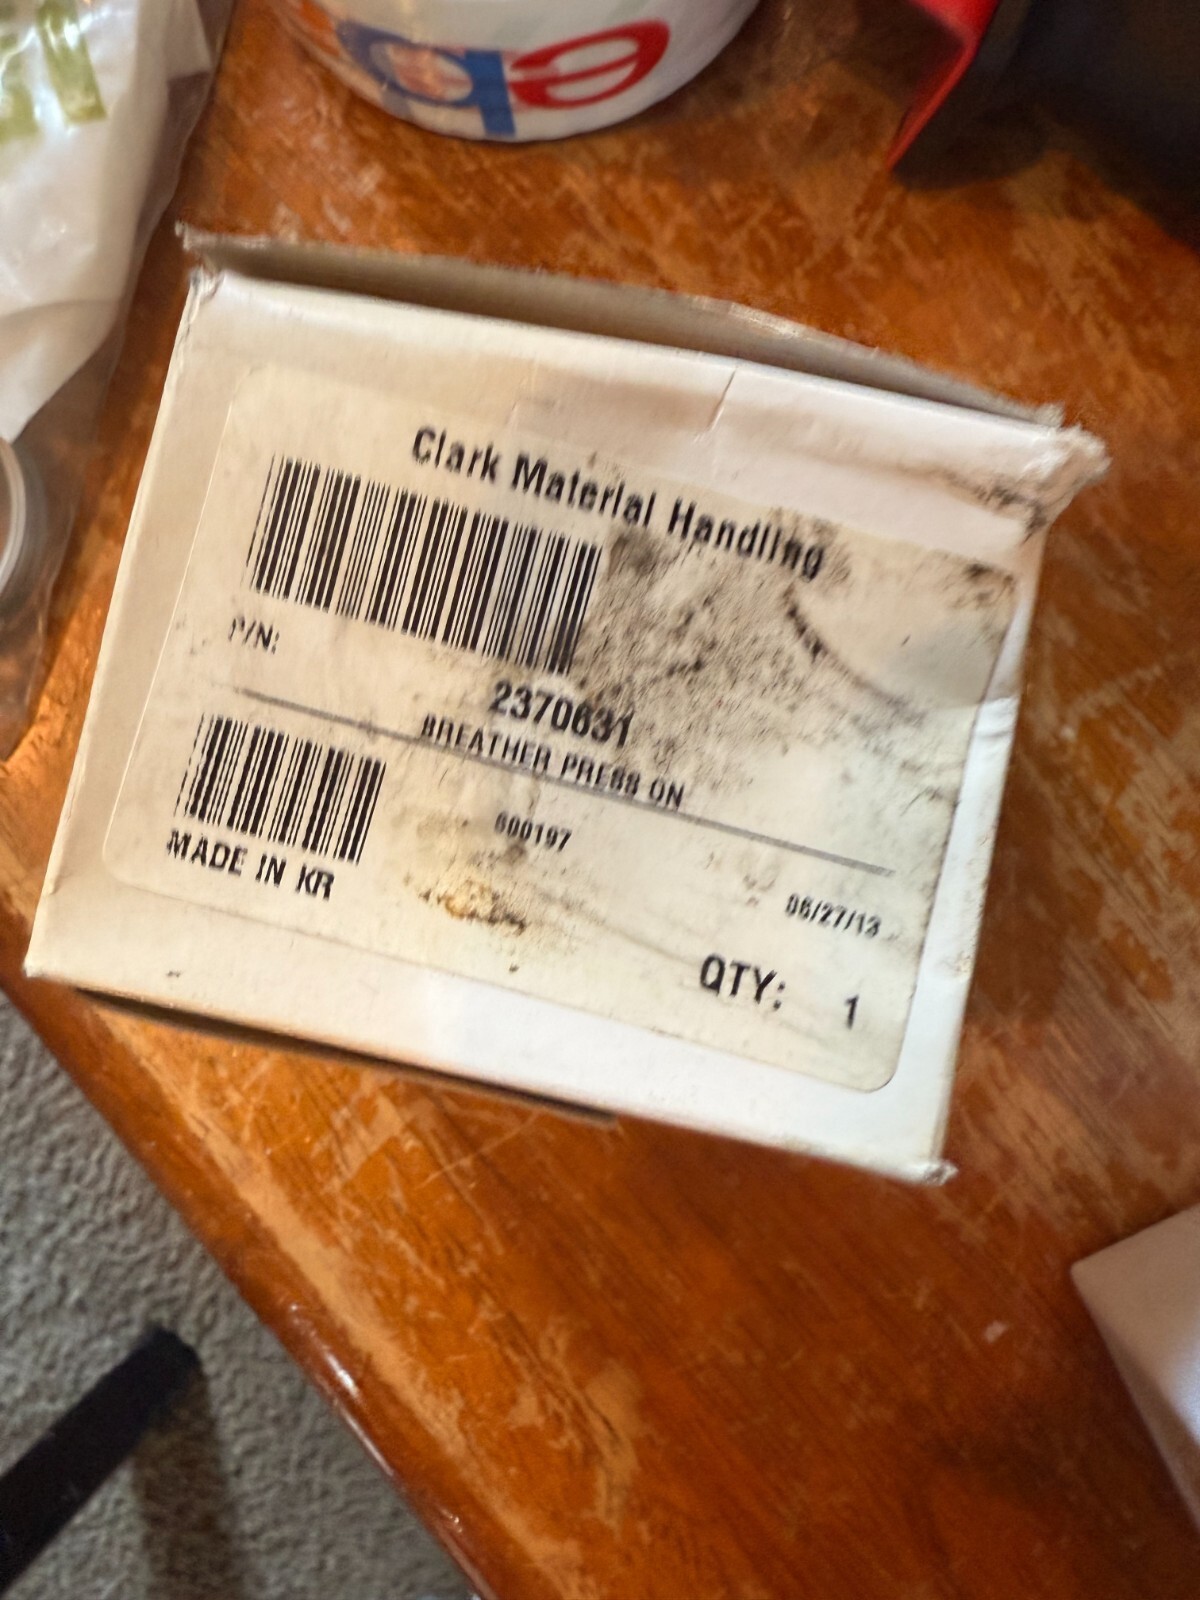 Clark Material Handling
P/N:
2370631
BREATHER PRESS ON
600197
MADE IN KR
06/27/13
QTY: 1